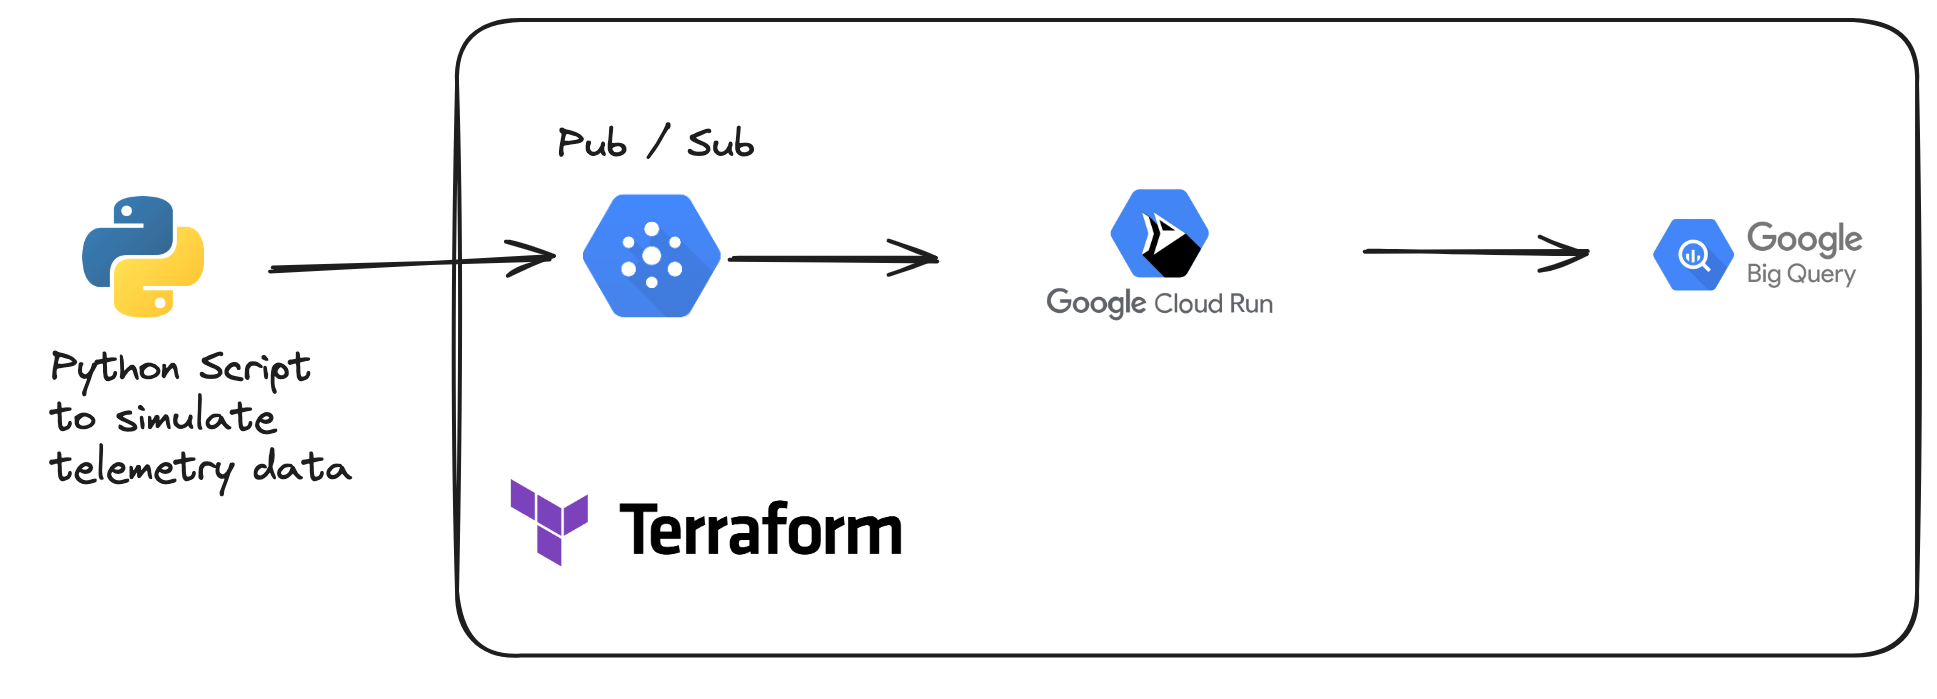 Pub / Sub
Python Script
to simulate
telemetry data
Google Cloud Run
Google
Big Query
Terraform